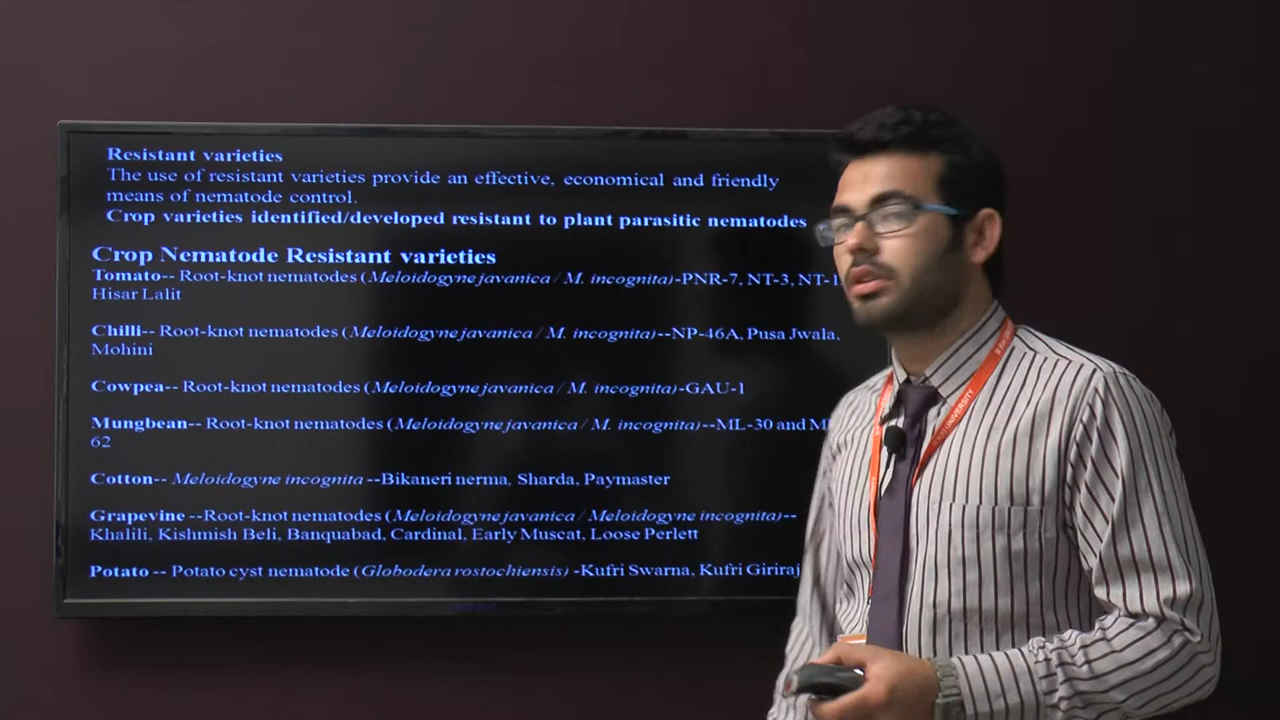 Resistant varieties
The use of resistant varieties provide an effective, economical and friendly
means of nematode control.
Crop varieties identified/developed resistant to plant parasitic nematodes
Crop Nematode Resistant varieties
Tomato-- Root-knot nematodes (Meloidogyne javanica / M. incognita)-PNR-7, NT-3, NT-1
Hisar Lalit
Chilli-- Root-knot nematodes (Meloidogyne javanica / M. incognita)--NP-46A, Pusa Jwala,
Mohini
Cowpea-- Root-knot nematodes (Meloidogyne javanica / M. incognita)-GAU-1
Mungbean-- Root-knot nematodes (Meloidogyne javanica / M. incognita)--ML-30 and
62
Cotton-- Meloidogyne incognita --Bikaneri nerma, Sharda, Paymaster
Grapevine --Root-knot nematodes (Meloidogyne javanica / Meloidogyne incognita)--
Khalili, Kishmish Beli, Banquabad, Cardinal, Early Muscat, Loose Perlett
Potato -- Potato cyst nematode (Globodera rostochiensis) -Kufri Swarna, Kufri Giriraj
UNIVERSITY